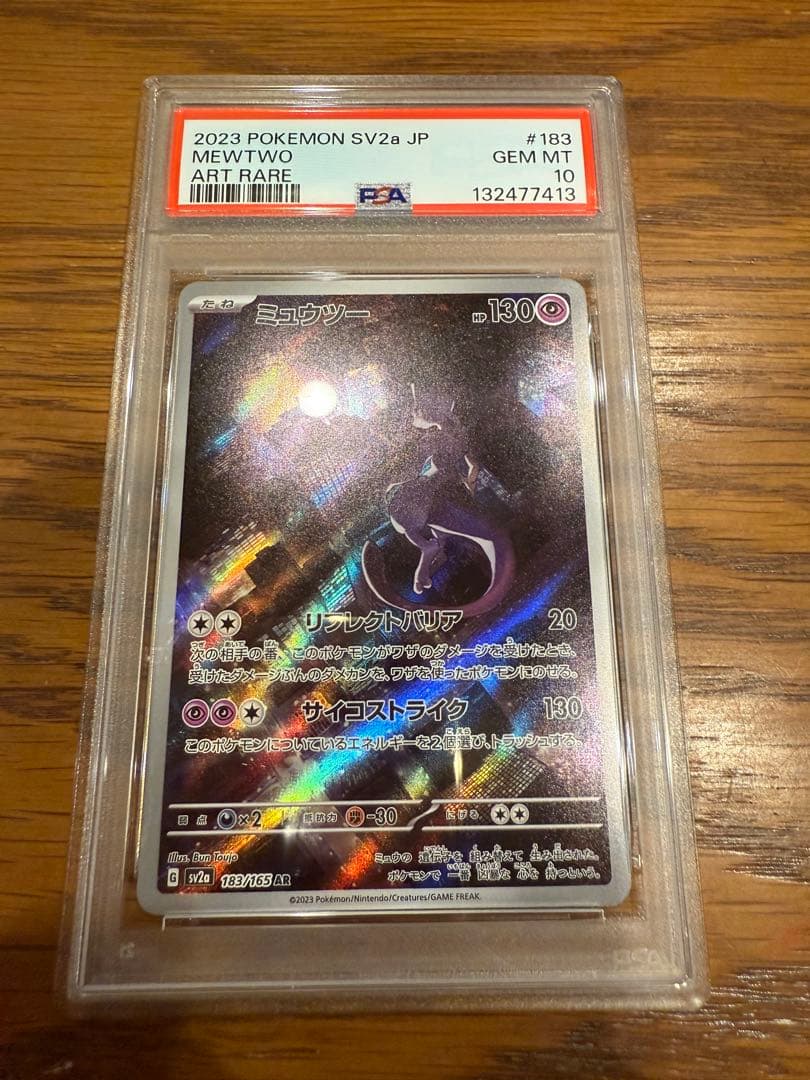 2023 POKEMON SV2a JP #183
MEWTWO GEM MT
ART RARE 10
PSA 132477413
たね ミュウツー HP 130
リフレクトバリア 20
次の相手の番、このポケモンがワザのダメージを受けたとき、
受けたダメージぶんのダメカンを、ワザを使ったポケモンにのせる。
サイコストライク 130
このポケモンについているエネルギーを2個選び、トラッシュする。
弱点 ×2 抵抗力 -30 にげる
Illus. Bun Toujo
ミュウの 遺伝子を 組み替えて 生み出された。
ポケモンで 一番 凶暴な 心を 持つという。
G SV2a 183/165 AR
©2023 Pokémon/Nintendo/Creatures/GAME FREAK.
PSA